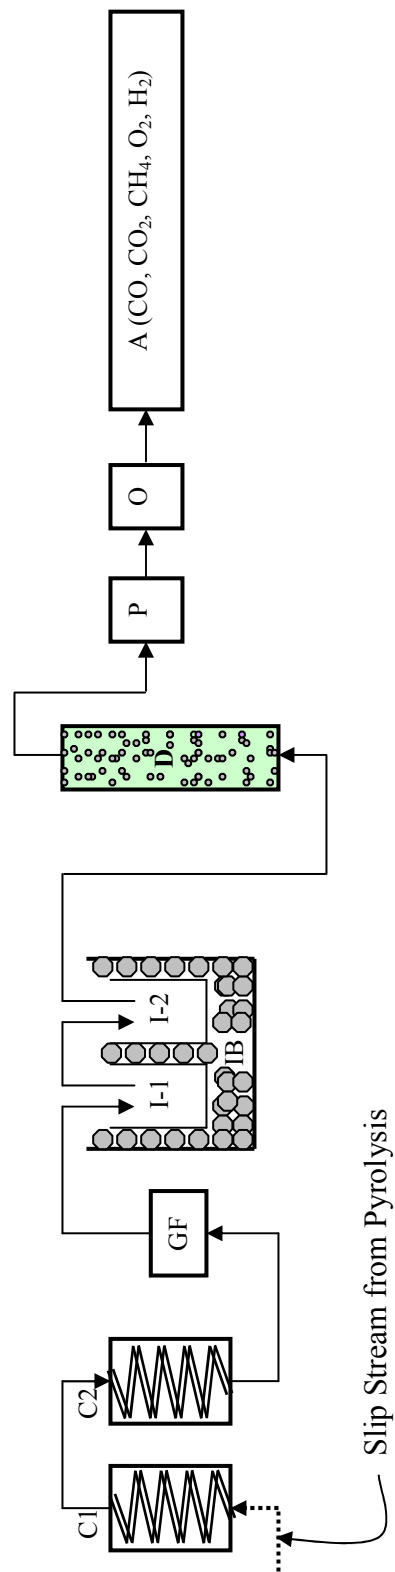 C1
C2
GF
I-1
I-2
IB
D
P
O
A (CO, CO₂, CH₄, O₂, H₂)
Slip Stream from Pyrolysis